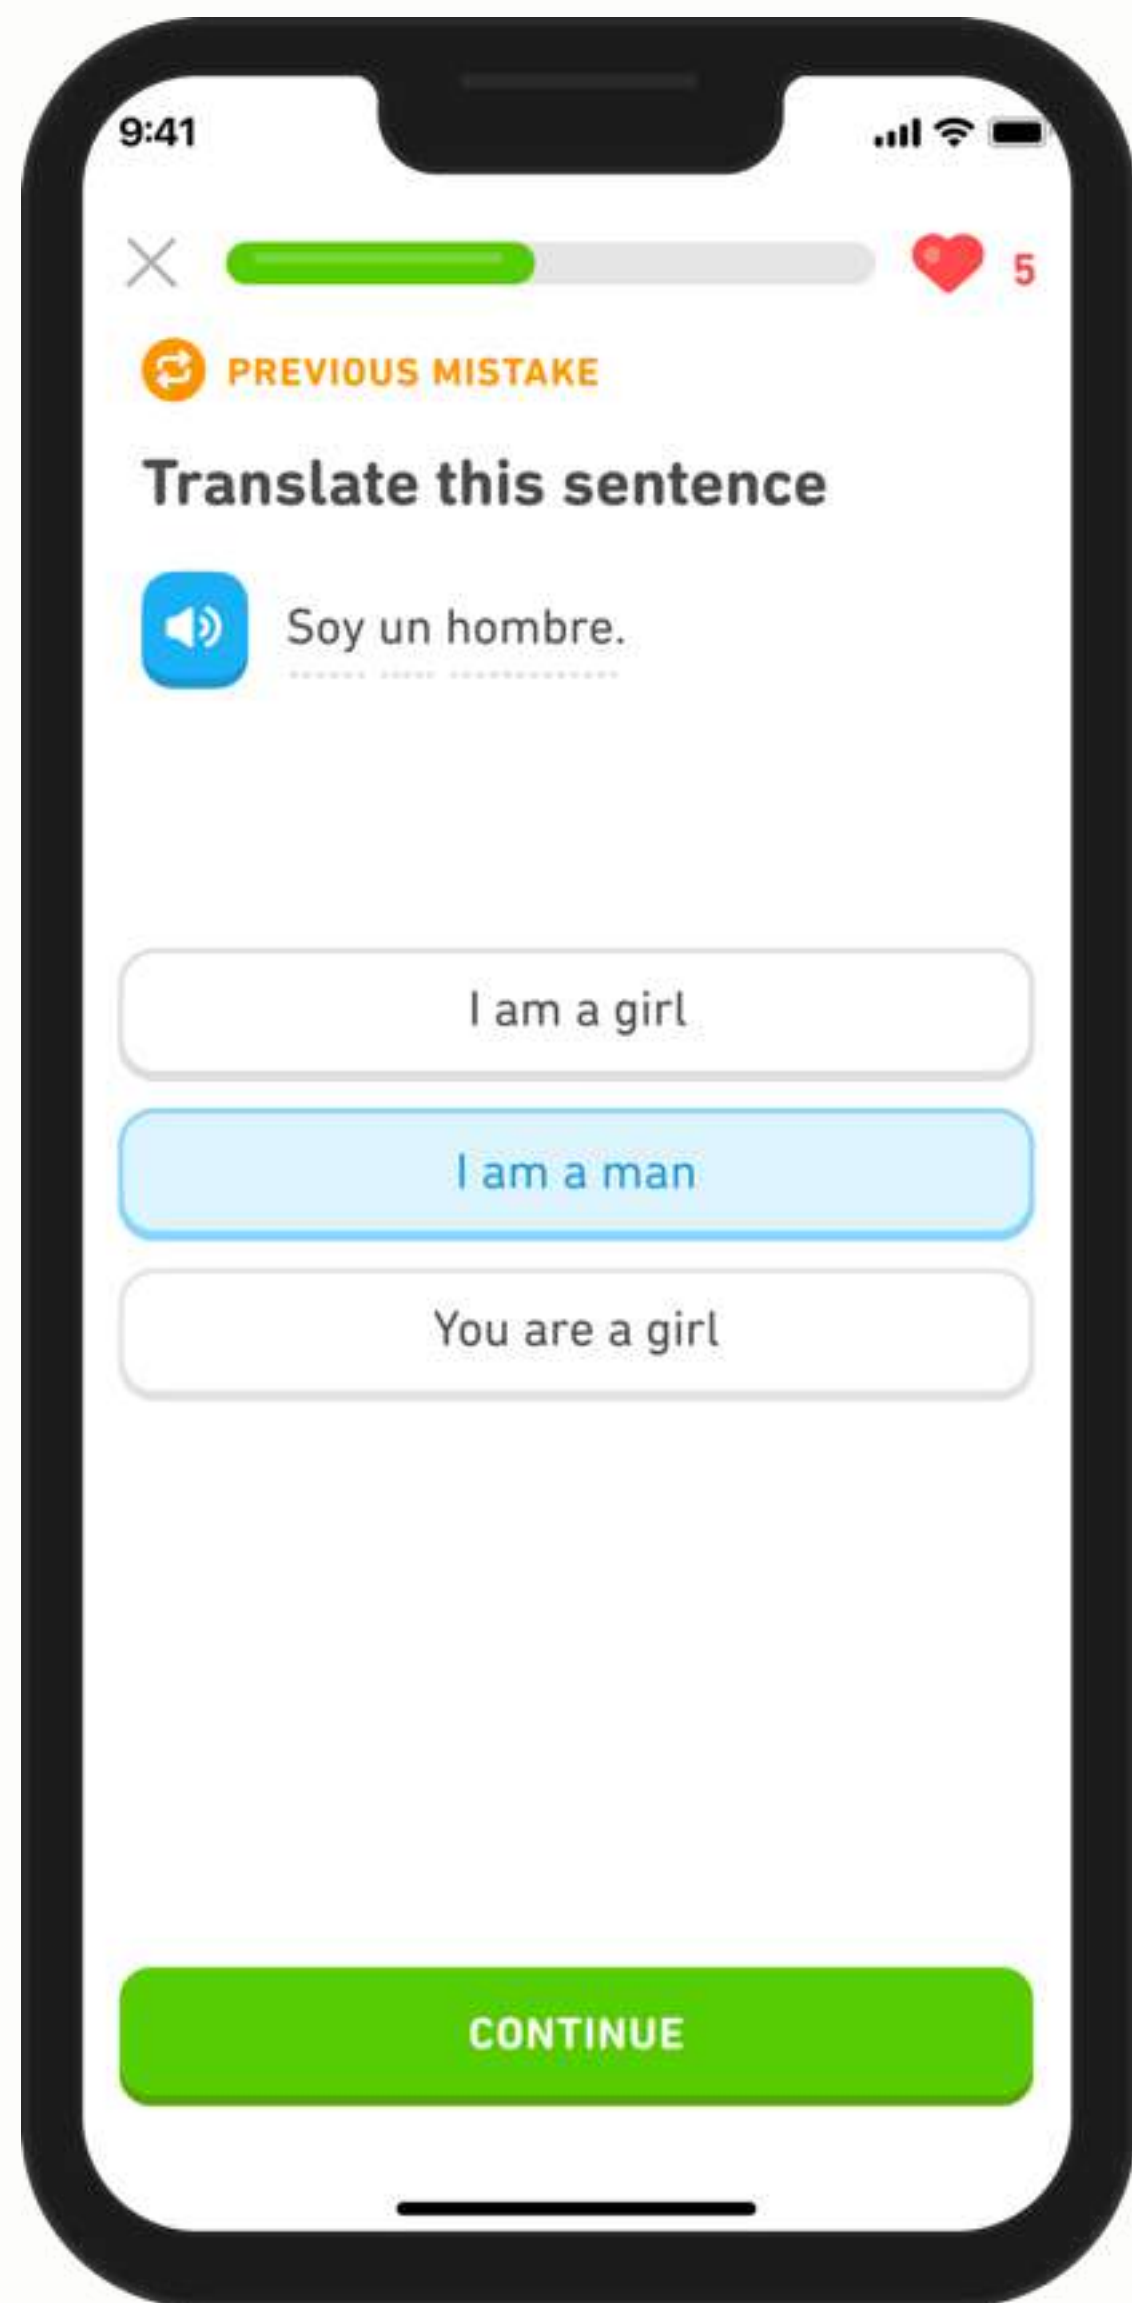 9:41
5
PREVIOUS MISTAKE
Translate this sentence
Soy un hombre.
I am a girl
I am a man
You are a girl
CONTINUE